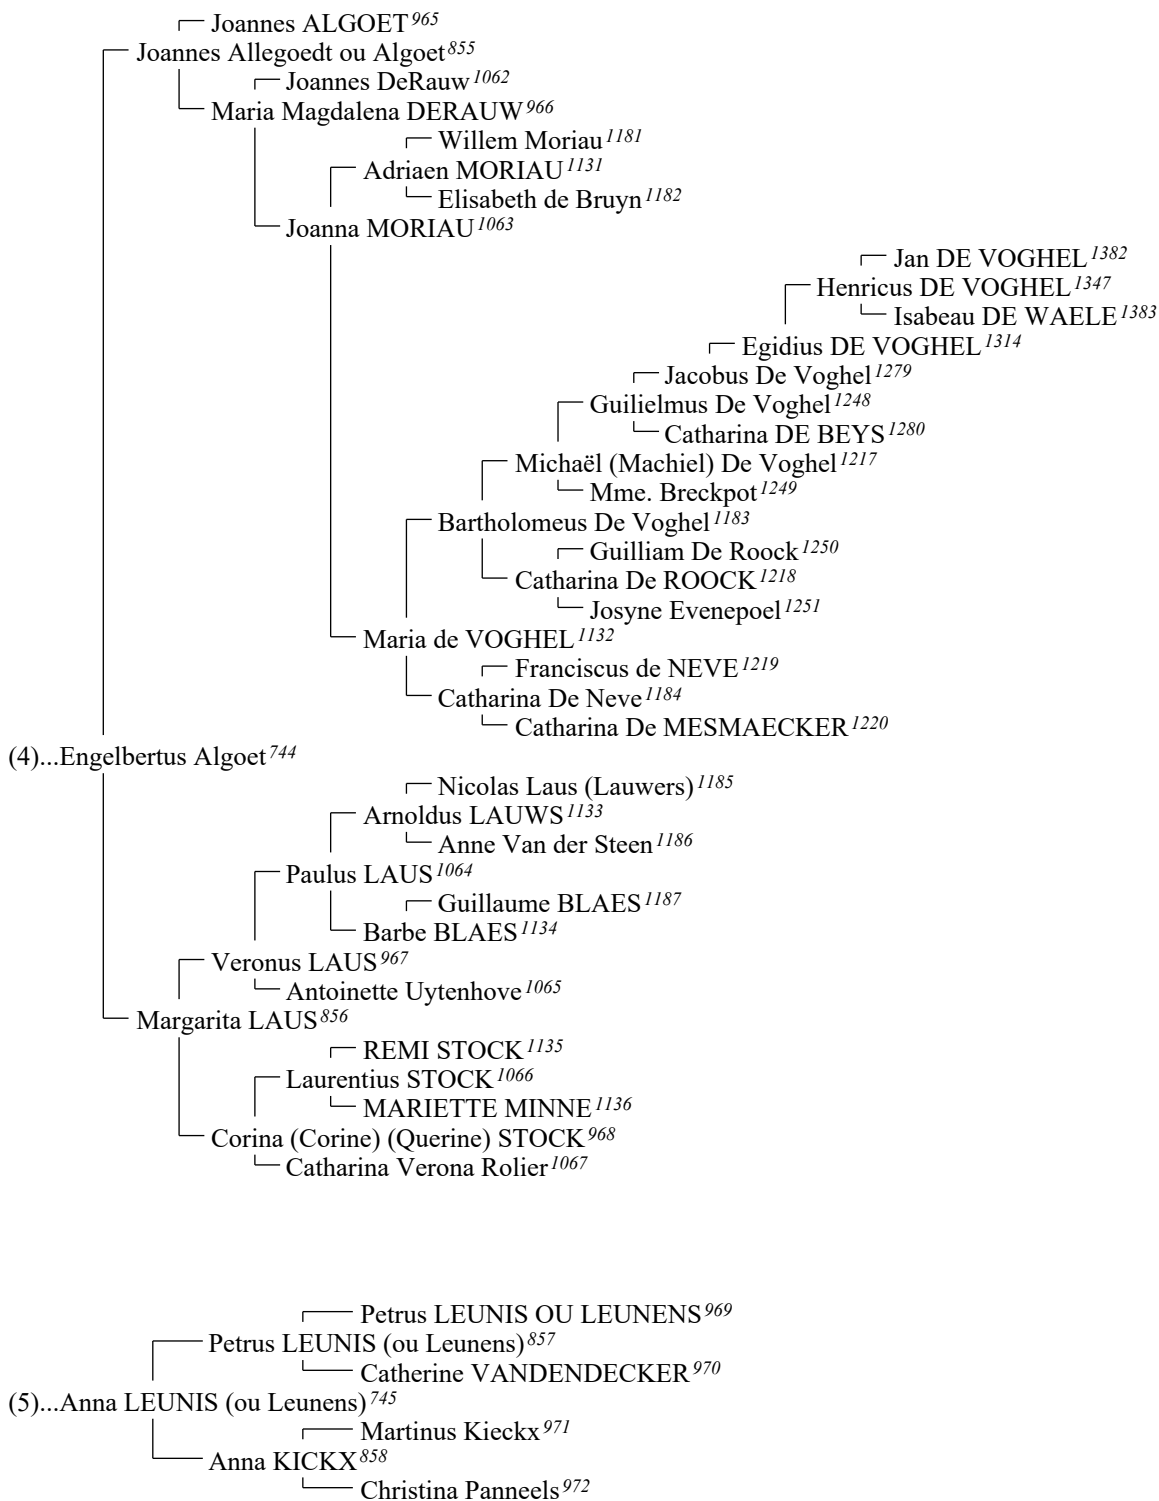 Joannes ALGOET965
Joannes Allegoedt ou Algoet855
Joannes DeRauw1062
Maria Magdalena DERAUW966
Willem Moriau1181
Adriaen MORIAU1131
Elisabeth de Bruyn1182
Joanna MORIAU1063
Jan DE VOGHEL1382
Henricus DE VOGHEL1347
Isabeau DE WAELE1383
Egidius DE VOGHEL1314
Jacobus De Voghel1279
Guilielmus De Voghel1248
Catharina DE BEYS1280
Michaël (Machiel) De Voghel1217
Mme. Breckpot1249
Bartholomeus De Voghel1183
Guilliam De Roock1250
Catharina De ROOCK1218
Josyne Evenepoel1251
Maria de VOGHEL1132
Franciscus de NEVE1219
Catharina De Neve1184
Catharina De MESMAECKER1220
(4)...Engelbertus Algoet744
Nicolas Laus (Lauwers)1185
Arnoldus LAUWS1133
Anne Van der Steen1186
Paulus LAUS1064
Guillaume BLAES1187
Barbe BLAES1134
Veronus LAUS967
Antoinette Uytenhove1065
Margarita LAUS856
REMI STOCK1135
Laurentius STOCK1066
MARIETTE MINNE1136
Corina (Corine) (Querine) STOCK968
Catharina Verona Rolier1067
Petrus LEUNIS OU LEUNENS969
Petrus LEUNIS (ou Leunens)857
Catherine VANDENDECKER970
(5)...Anna LEUNIS (ou Leunens)745
Martinus Kieckx971
Anna KICKX858
Christina Panneels972